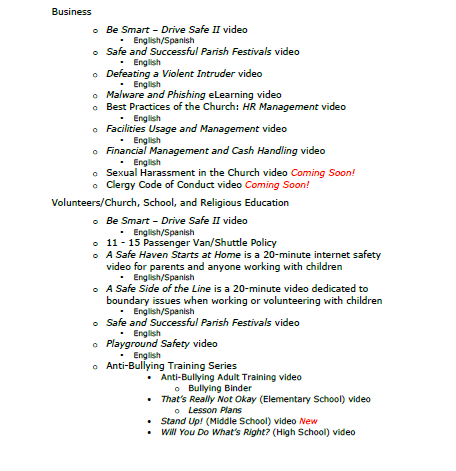 Business
o Be Smart – Drive Safe II video
• English/Spanish
o Safe and Successful Parish Festivals video
• English
o Defeating a Violent Intruder video
• English
o Malware and Phishing eLearning video
o Best Practices of the Church: HR Management video
• English
o Facilities Usage and Management video
• English
o Financial Management and Cash Handling video
• English
o Sexual Harassment in the Church video Coming Soon!
o Clergy Code of Conduct video Coming Soon!
Volunteers/Church, School, and Religious Education
o Be Smart – Drive Safe II video
• English/Spanish
o 11 - 15 Passenger Van/Shuttle Policy
o A Safe Haven Starts at Home is a 20-minute internet safety
video for parents and anyone working with children
• English/Spanish
o A Safe Side of the Line is a 20-minute video dedicated to
boundary issues when working or volunteering with children
• English/Spanish
o Safe and Successful Parish Festivals video
• English
o Playground Safety video
• English
o Anti-Bullying Training Series
• Anti-Bullying Adult Training video
o Bullying Binder
• That's Really Not Okay (Elementary School) video
o Lesson Plans
• Stand Up! (Middle School) video New
• Will You Do What's Right? (High School) video